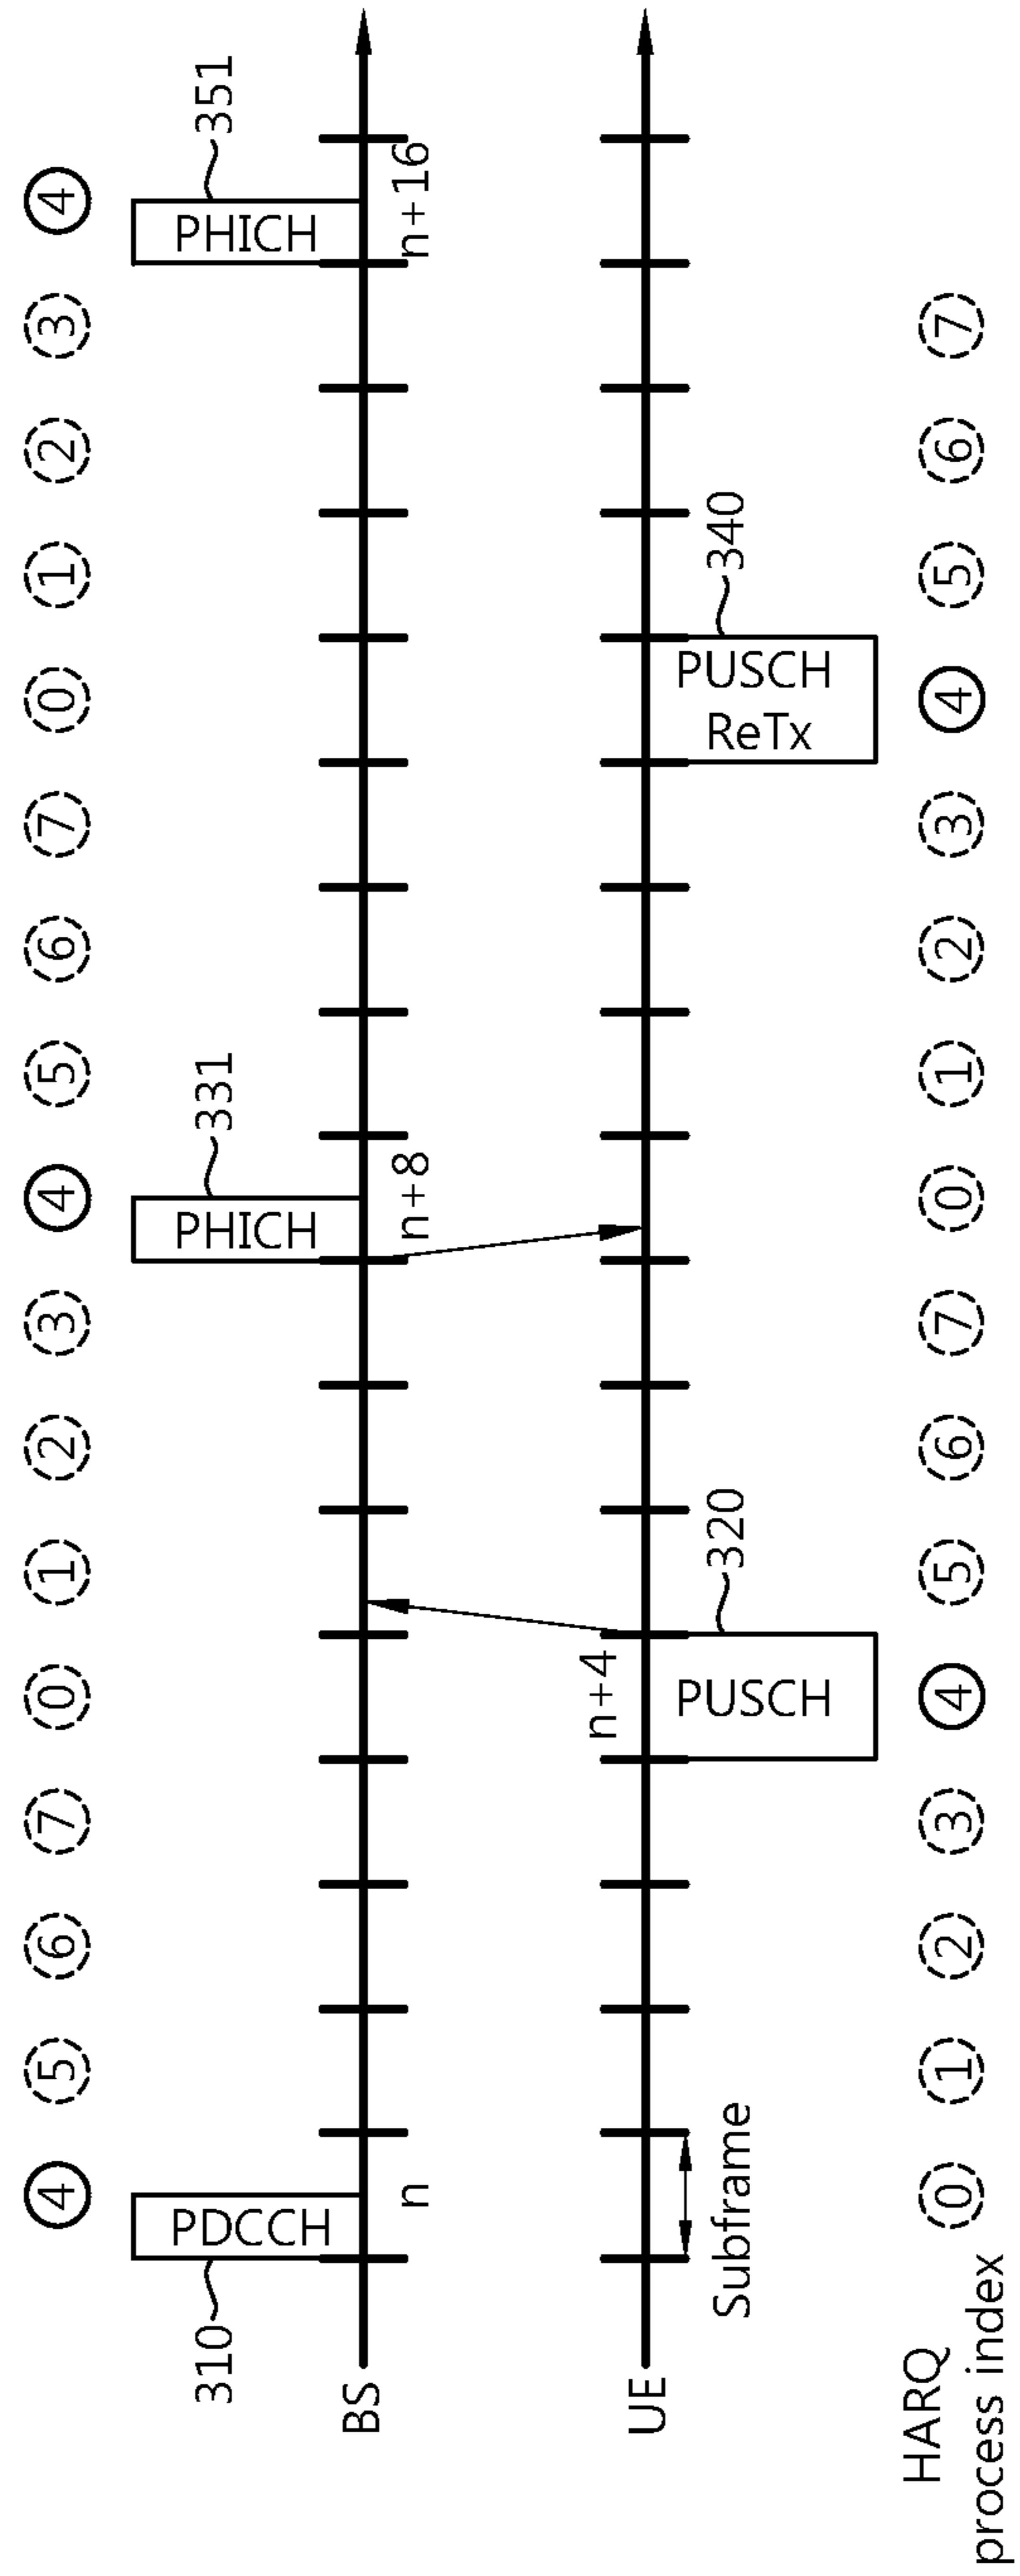 4 5 6 7 0 1 2 3 4 5 6 7 0 1 2 3 4
310
PDCCH
PHICH
331
PHICH
351
BS
n
n+8
n+16
n+4
UE
Subframe
PUSCH
320
PUSCH
ReTx
340
HARQ
process index
0 1 2 3 4 5 6 7 0 1 2 3 4 5 6 7